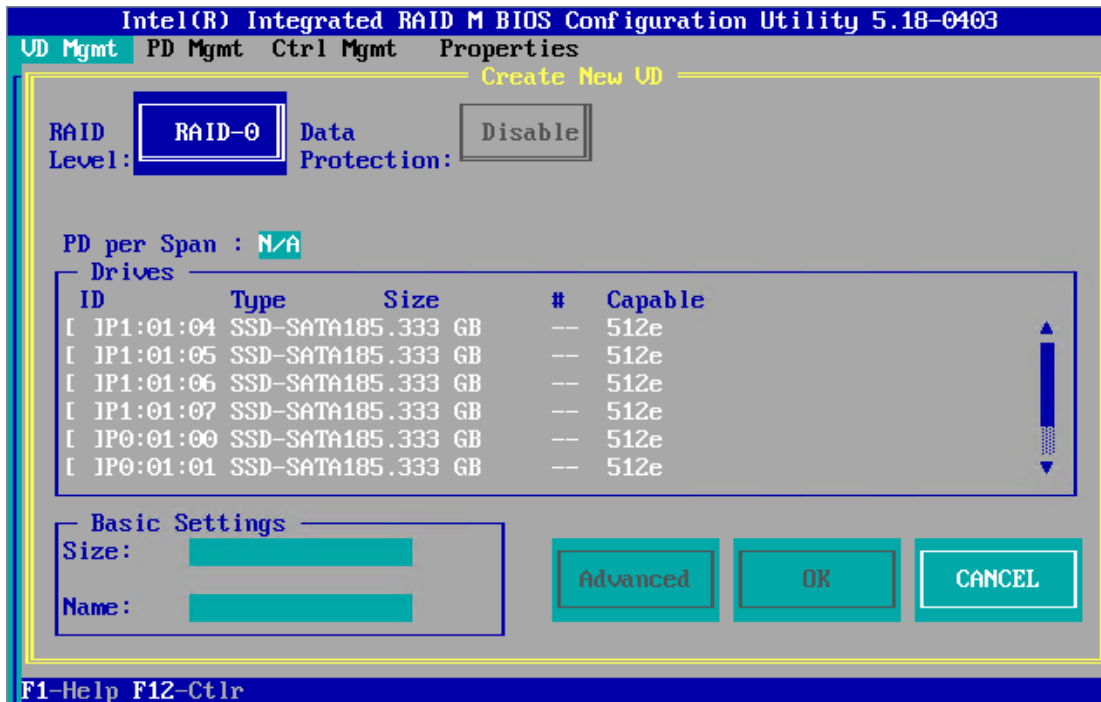 Intel(R) Integrated RAID M BIOS Configuration Utility 5.18-0403
VD Mgmt PD Mgmt Ctrl Mgmt Properties
Create New VD
RAID Level: RAID-0 Data Protection: Disable
PD per Span : N/A
Drives
ID Type Size # Capable
[ ]P1:01:04 SSD-SATA185.333 GB -- 512e
[ ]P1:01:05 SSD-SATA185.333 GB -- 512e
[ ]P1:01:06 SSD-SATA185.333 GB -- 512e
[ ]P1:01:07 SSD-SATA185.333 GB -- 512e
[ ]P0:01:00 SSD-SATA185.333 GB -- 512e
[ ]P0:01:01 SSD-SATA185.333 GB -- 512e
Basic Settings
Size:
Name:
Advanced OK CANCEL
F1-Help F12-Ctlr